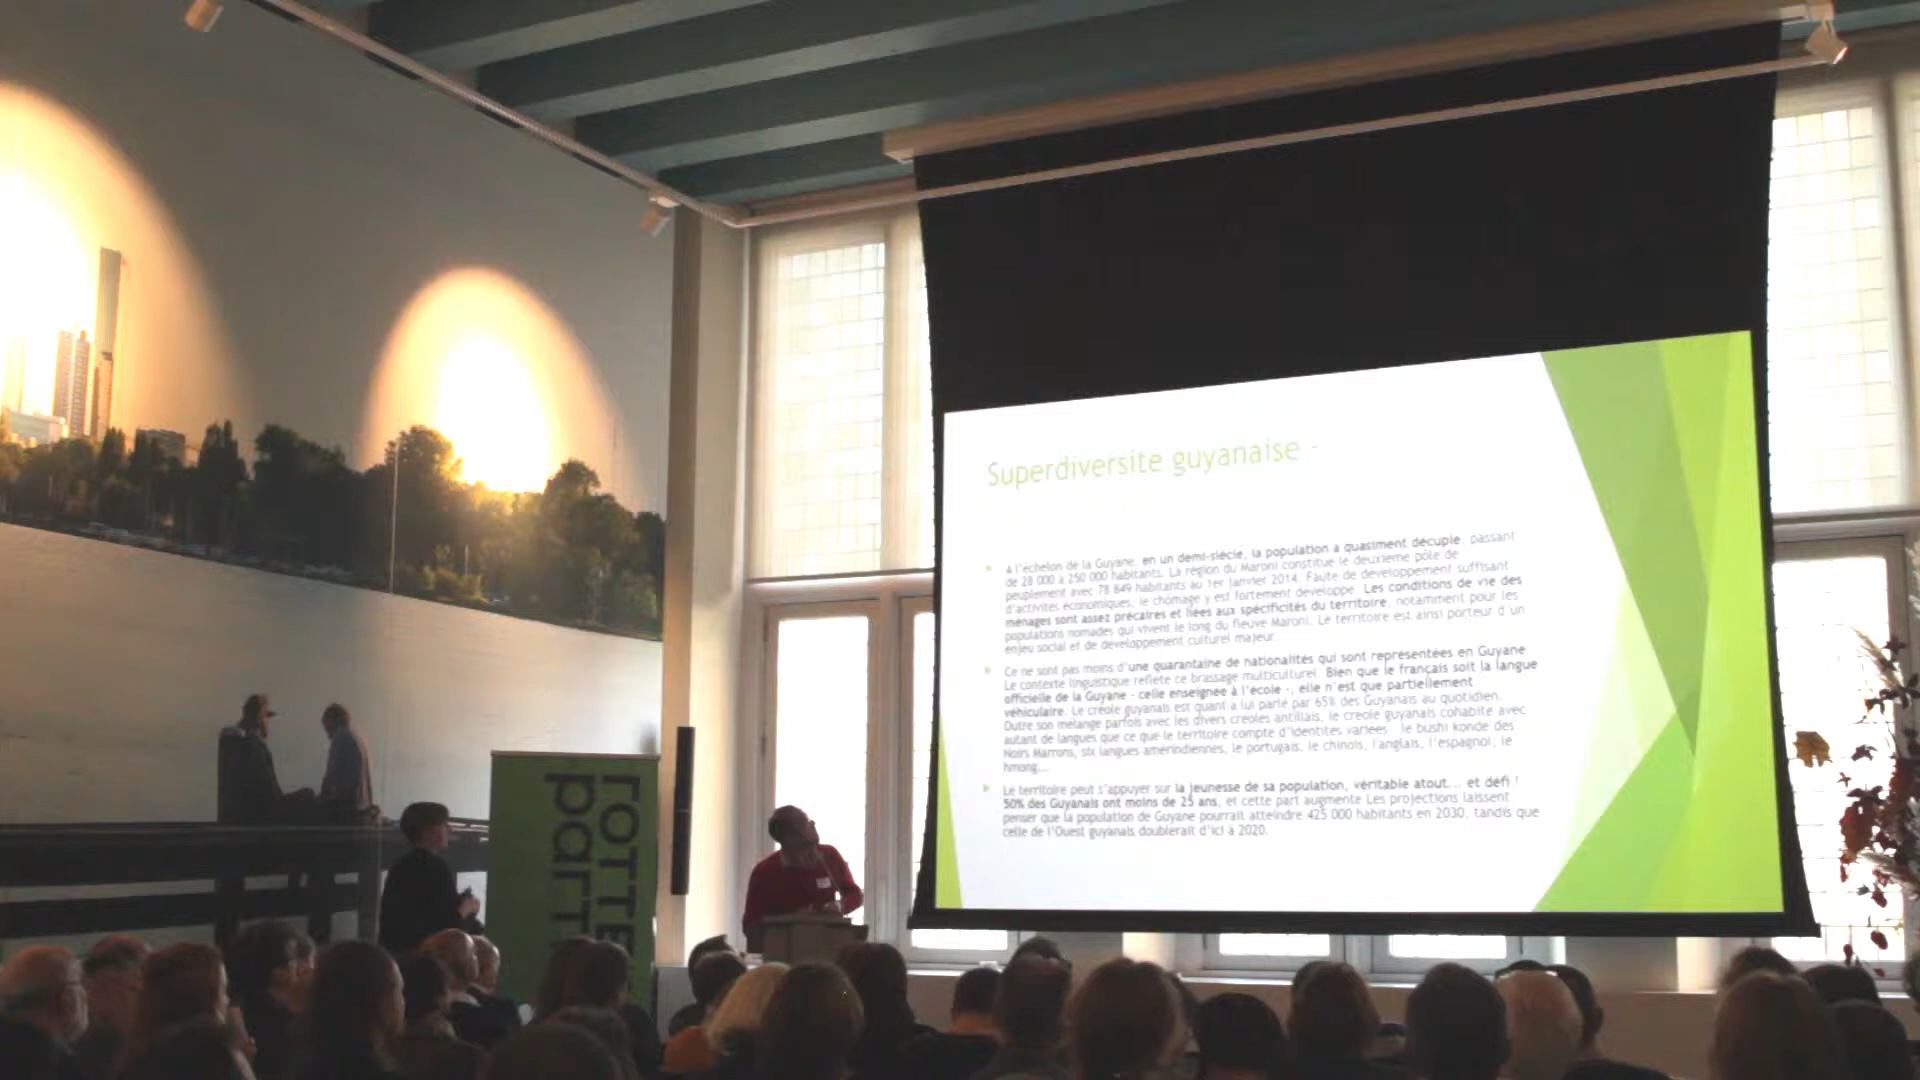 Superdiversité guyanaise -
A l'echelon de la Guyane, en un demi-siècle, la population a quasiment décuplé, passant
de 28 000 à 250 000 habitants. La région du Maroni constitue le deuxième pôle de
peuplement avec 78 849 habitants au 1er janvier 2014. Faute de developpement suffisant
d'activités économiques, le chômage y est fortement développé. Les conditions de vie des
ménages sont assez précaires et liées aux spécificités du territoire, notamment pour les
populations nomades qui vivent le long du fleuve Maroni. Le territoire est ainsi porteur d'un
enjeu social et de développement culturel majeur.
Ce ne sont pas moins d'une quarantaine de nationalités qui sont représentées en Guyane
Le contexte linguistique reflète ce brassage multiculturel. Bien que le français soit la langue
officielle de la Guyane - celle enseignée à l'école -, elle n'est que partiellement
véhiculaire. Le créole guyanais est quant à lui parlé par 65% des Guyanais au quotidien.
Outre son mélange parfois avec les divers créoles antillais, le créole guyanais cohabite avec
autant de langues que ce que le territoire compte d'identités variées le bushi kondé des
Noirs Marrons, six langues amérindiennes, le portugais, le chinois, l'anglais, l'espagnol, le
hmong...
Le territoire peut s'appuyer sur la jeunesse de sa population, véritable atout... et défi !
50% des Guyanais ont moins de 25 ans, et cette part augmente Les projections laissent
penser que la population de Guyane pourrait atteindre 425 000 habitants en 2030, tandis que
celle de l'Ouest guyanais doublerait d'ici à 2020.
rotte
part